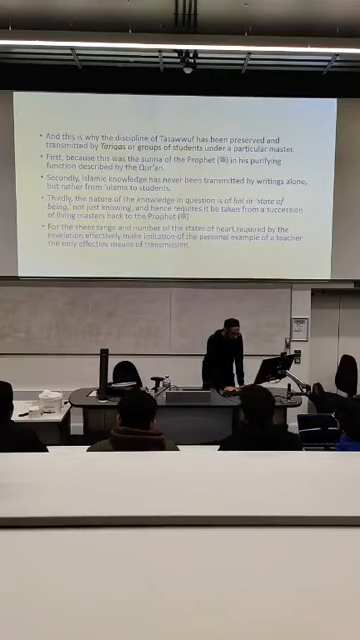 • And this is why the discipline of Tasawwuf has been preserved and
transmitted by Tariqas or groups of students under a particular master.
• First, because this was the sunna of the Prophet (ﷺ) in his purifying
function described by the Qur'an.
• Secondly, Islamic knowledge has never been transmitted by writings alone,
but rather from 'ulama to students.
• Thirdly, the nature of the knowledge in question is of hal or 'state of
being,' not just knowing, and hence requires it be taken from a succession
of living masters back to the Prophet (ﷺ)
• For the sheer range and number of the states of heart required by the
revelation effectively make imitation of the personal example of a teacher
the only effective means of transmission.